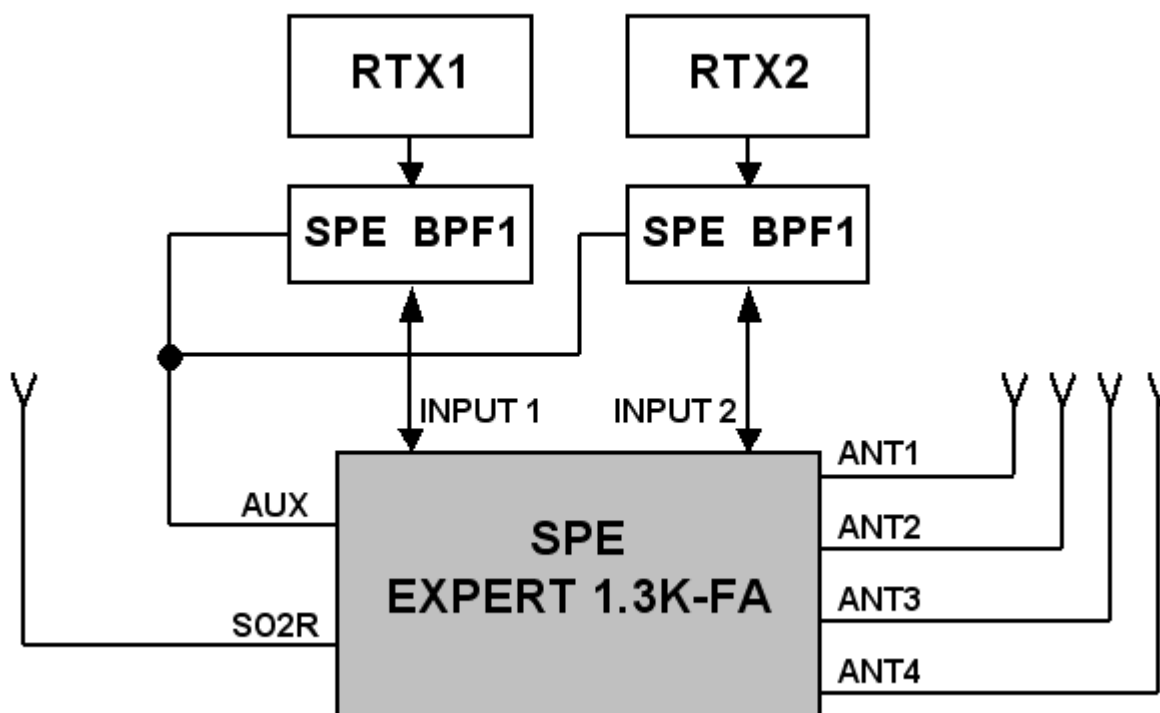 RTX1
RTX2
SPE BPF1
SPE BPF1
INPUT 1
INPUT 2
ANT1
AUX
ANT2
SPE
EXPERT 1.3K-FA
ANT3
SO2R
ANT4